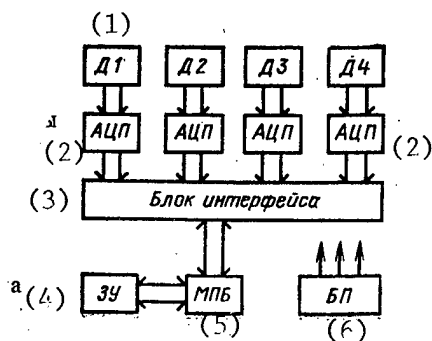 (1)
Д1 Д2 Д3 Д4
ы
(2) АЦП АЦП АЦП АЦП (2)
(3) Блок интерфейса
а (4) ЗУ МПБ БП
(5) (6)